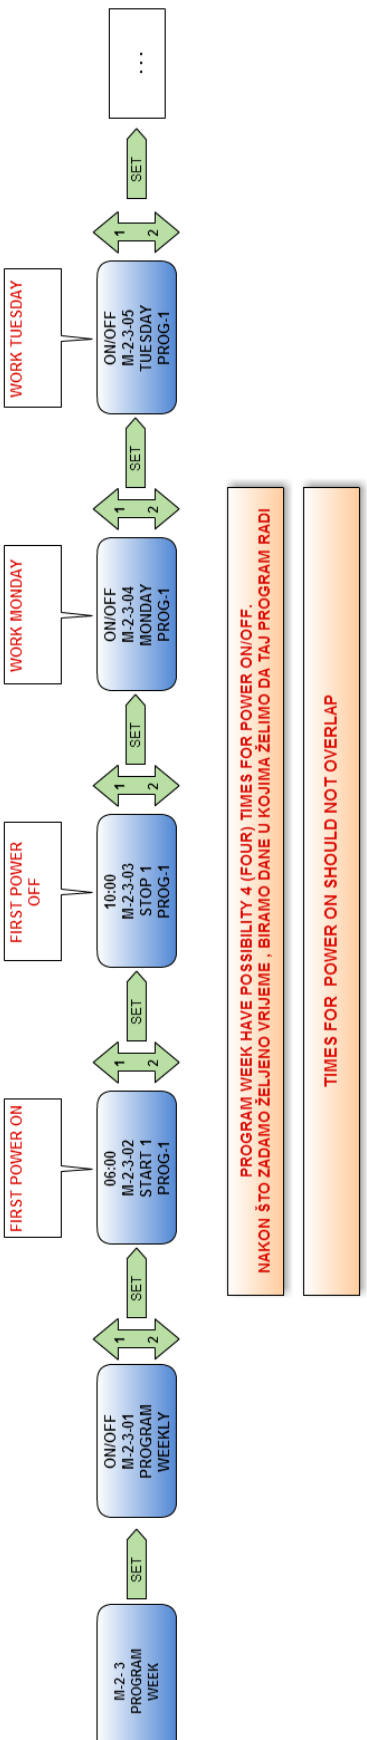 M-2- 3
PROGRAM
WEEK
SET
ON/OFF
M-2-3-01
PROGRAM
WEEKLY
1
2
SET
FIRST POWER ON
06:00
M-2-3-02
START 1
PROG-1
1
2
SET
FIRST POWER
OFF
10:00
M-2-3-03
STOP 1
PROG-1
1
2
SET
WORK MONDAY
ON/OFF
M-2-3-04
MONDAY
PROG-1
1
2
SET
WORK TUESDAY
ON/OFF
M-2-3-05
TUESDAY
PROG-1
1
2
SET
...
PROGRAM WEEK HAVE POSSIBILITY 4 (FOUR) TIMES FOR POWER ON/OFF.
NAKON ŠTO ZADAMO ŽELJENO VRIJEME , BIRAMO DANE U KOJIMA ŽELIMO DA TAJ PROGRAM RADI
TIMES FOR POWER ON SHOULD NOT OVERLAP